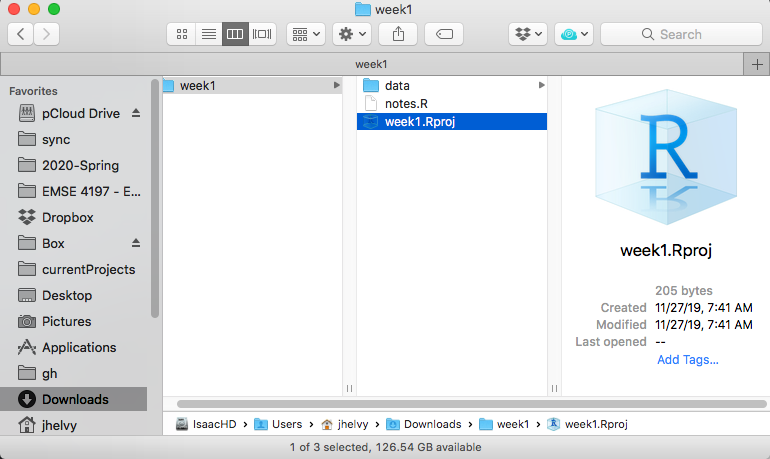 week1
Search
week1
Favorites
pCloud Drive
sync
2020-Spring
EMSE 4197 - E...
Dropbox
Box
currentProjects
Desktop
Pictures
Applications
gh
Downloads
jhelvy
week1
data
notes.R
week1.Rproj
R
week1.Rproj
205 bytes
Created 11/27/19, 7:41 AM
Modified 11/27/19, 7:41 AM
Last opened --
Add Tags...
IsaacHD Users jhelvy Downloads week1 week1.Rproj
1 of 3 selected, 126.54 GB available